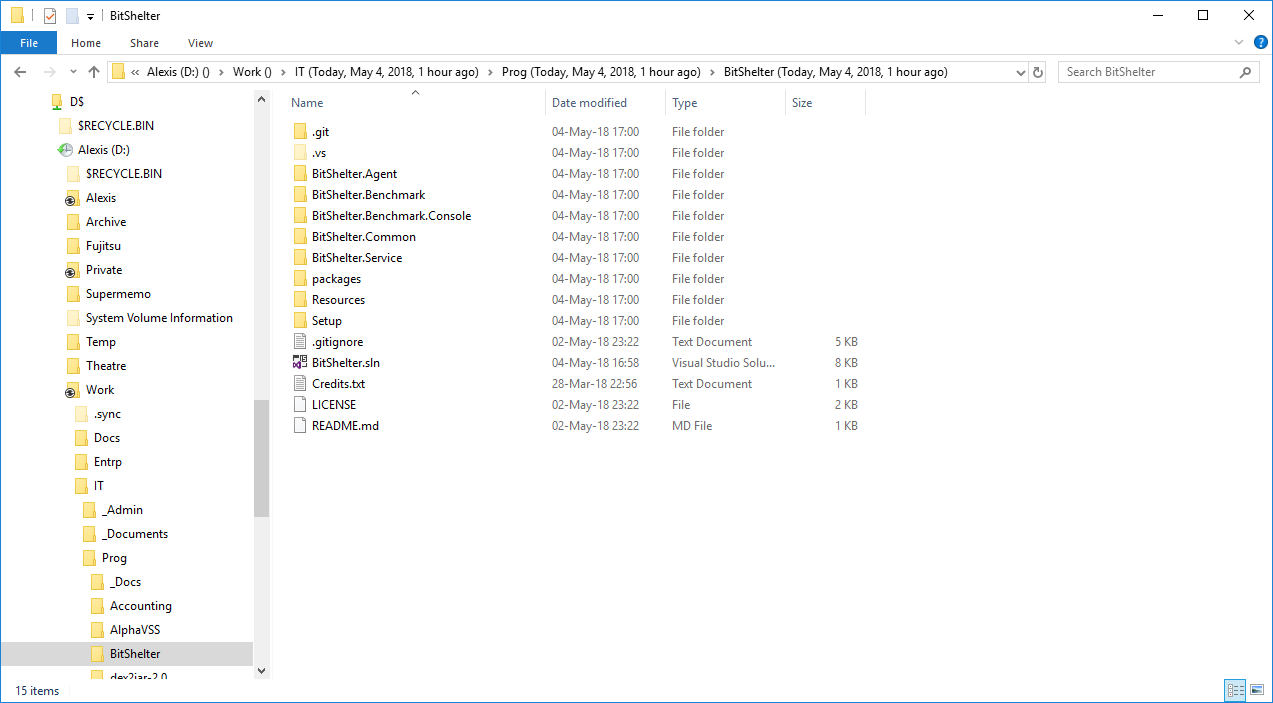 BitShelter
File Home Share View
« Alexis (D:) () > Work () > IT (Today, May 4, 2018, 1 hour ago) > Prog (Today, May 4, 2018, 1 hour ago) > BitShelter (Today, May 4, 2018, 1 hour ago)
Search BitShelter
D$
$RECYCLE.BIN
Alexis (D:)
$RECYCLE.BIN
Alexis
Archive
Fujitsu
Private
Supermemo
System Volume Information
Temp
Theatre
Work
.sync
Docs
Entrp
IT
_Admin
_Documents
Prog
_Docs
Accounting
AlphaVSS
BitShelter
dex2jar-2.0
Name Date modified Type Size
.git 04-May-18 17:00 File folder
.vs 04-May-18 17:00 File folder
BitShelter.Agent 04-May-18 17:00 File folder
BitShelter.Benchmark 04-May-18 17:00 File folder
BitShelter.Benchmark.Console 04-May-18 17:00 File folder
BitShelter.Common 04-May-18 17:00 File folder
BitShelter.Service 04-May-18 17:00 File folder
packages 04-May-18 17:00 File folder
Resources 04-May-18 17:00 File folder
Setup 04-May-18 17:00 File folder
.gitignore 02-May-18 23:22 Text Document 5 KB
BitShelter.sln 04-May-18 16:58 Visual Studio Solu... 8 KB
Credits.txt 28-Mar-18 22:56 Text Document 1 KB
LICENSE 02-May-18 23:22 File 2 KB
README.md 02-May-18 23:22 MD File 1 KB
15 items